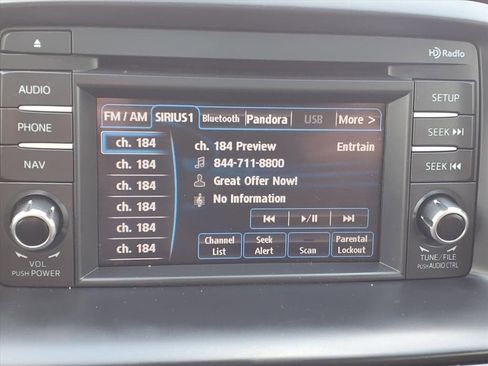 HD Radio
AUDIO
PHONE
NAV
VOL
PUSH POWER
FM / AM SIRIUS1 Bluetooth Pandora USB More >
ch. 184
ch. 184
ch. 184
ch. 184
ch. 184
ch. 184
ch. 184 Preview Entrtain
844-711-8800
Great Offer Now!
No Information
Channel List
Seek Alert
Scan
Parental Lockout
SETUP
SEEK
SEEK
TUNE / FILE
PUSH AUDIO CTRL